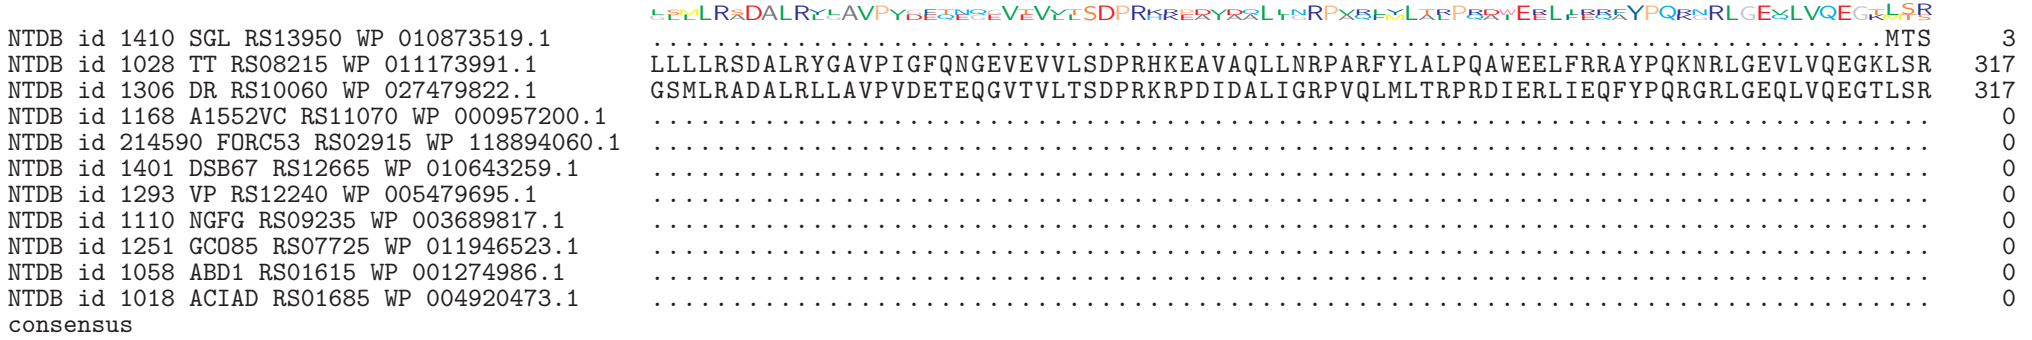 NTDB id 1410 SGL RS13950 WP 010873519.1 .............................................................................MTS 3
NTDB id 1028 TT RS08215 WP 011173991.1 LLLLRSDALRYGAVPIGFQNGEVEVVLSDPRHKEAVAQLLNRPARFYLALPQAWEELFRRAYPQKNRLGEVLVQEGKLSR 317
NTDB id 1306 DR RS10060 WP 027479822.1 GSMLRADALRLLAVPVDETEQGVTVLTSDPRKRPDIDALIGRPVQLMLTRPRDIERLIEQFYPQRGRLGEQLVQEGTLSR 317
NTDB id 1168 A1552VC RS11070 WP 000957200.1 ................................................................................ 0
NTDB id 214590 FORC53 RS02915 WP 118894060.1 ................................................................................ 0
NTDB id 1401 DSB67 RS12665 WP 010643259.1 ................................................................................ 0
NTDB id 1293 VP RS12240 WP 005479695.1 ................................................................................ 0
NTDB id 1110 NGFG RS09235 WP 003689817.1 ................................................................................ 0
NTDB id 1251 GCO85 RS07725 WP 011946523.1 ................................................................................ 0
NTDB id 1058 ABD1 RS01615 WP 001274986.1 ................................................................................ 0
NTDB id 1018 ACIAD RS01685 WP 004920473.1 ................................................................................ 0
consensus